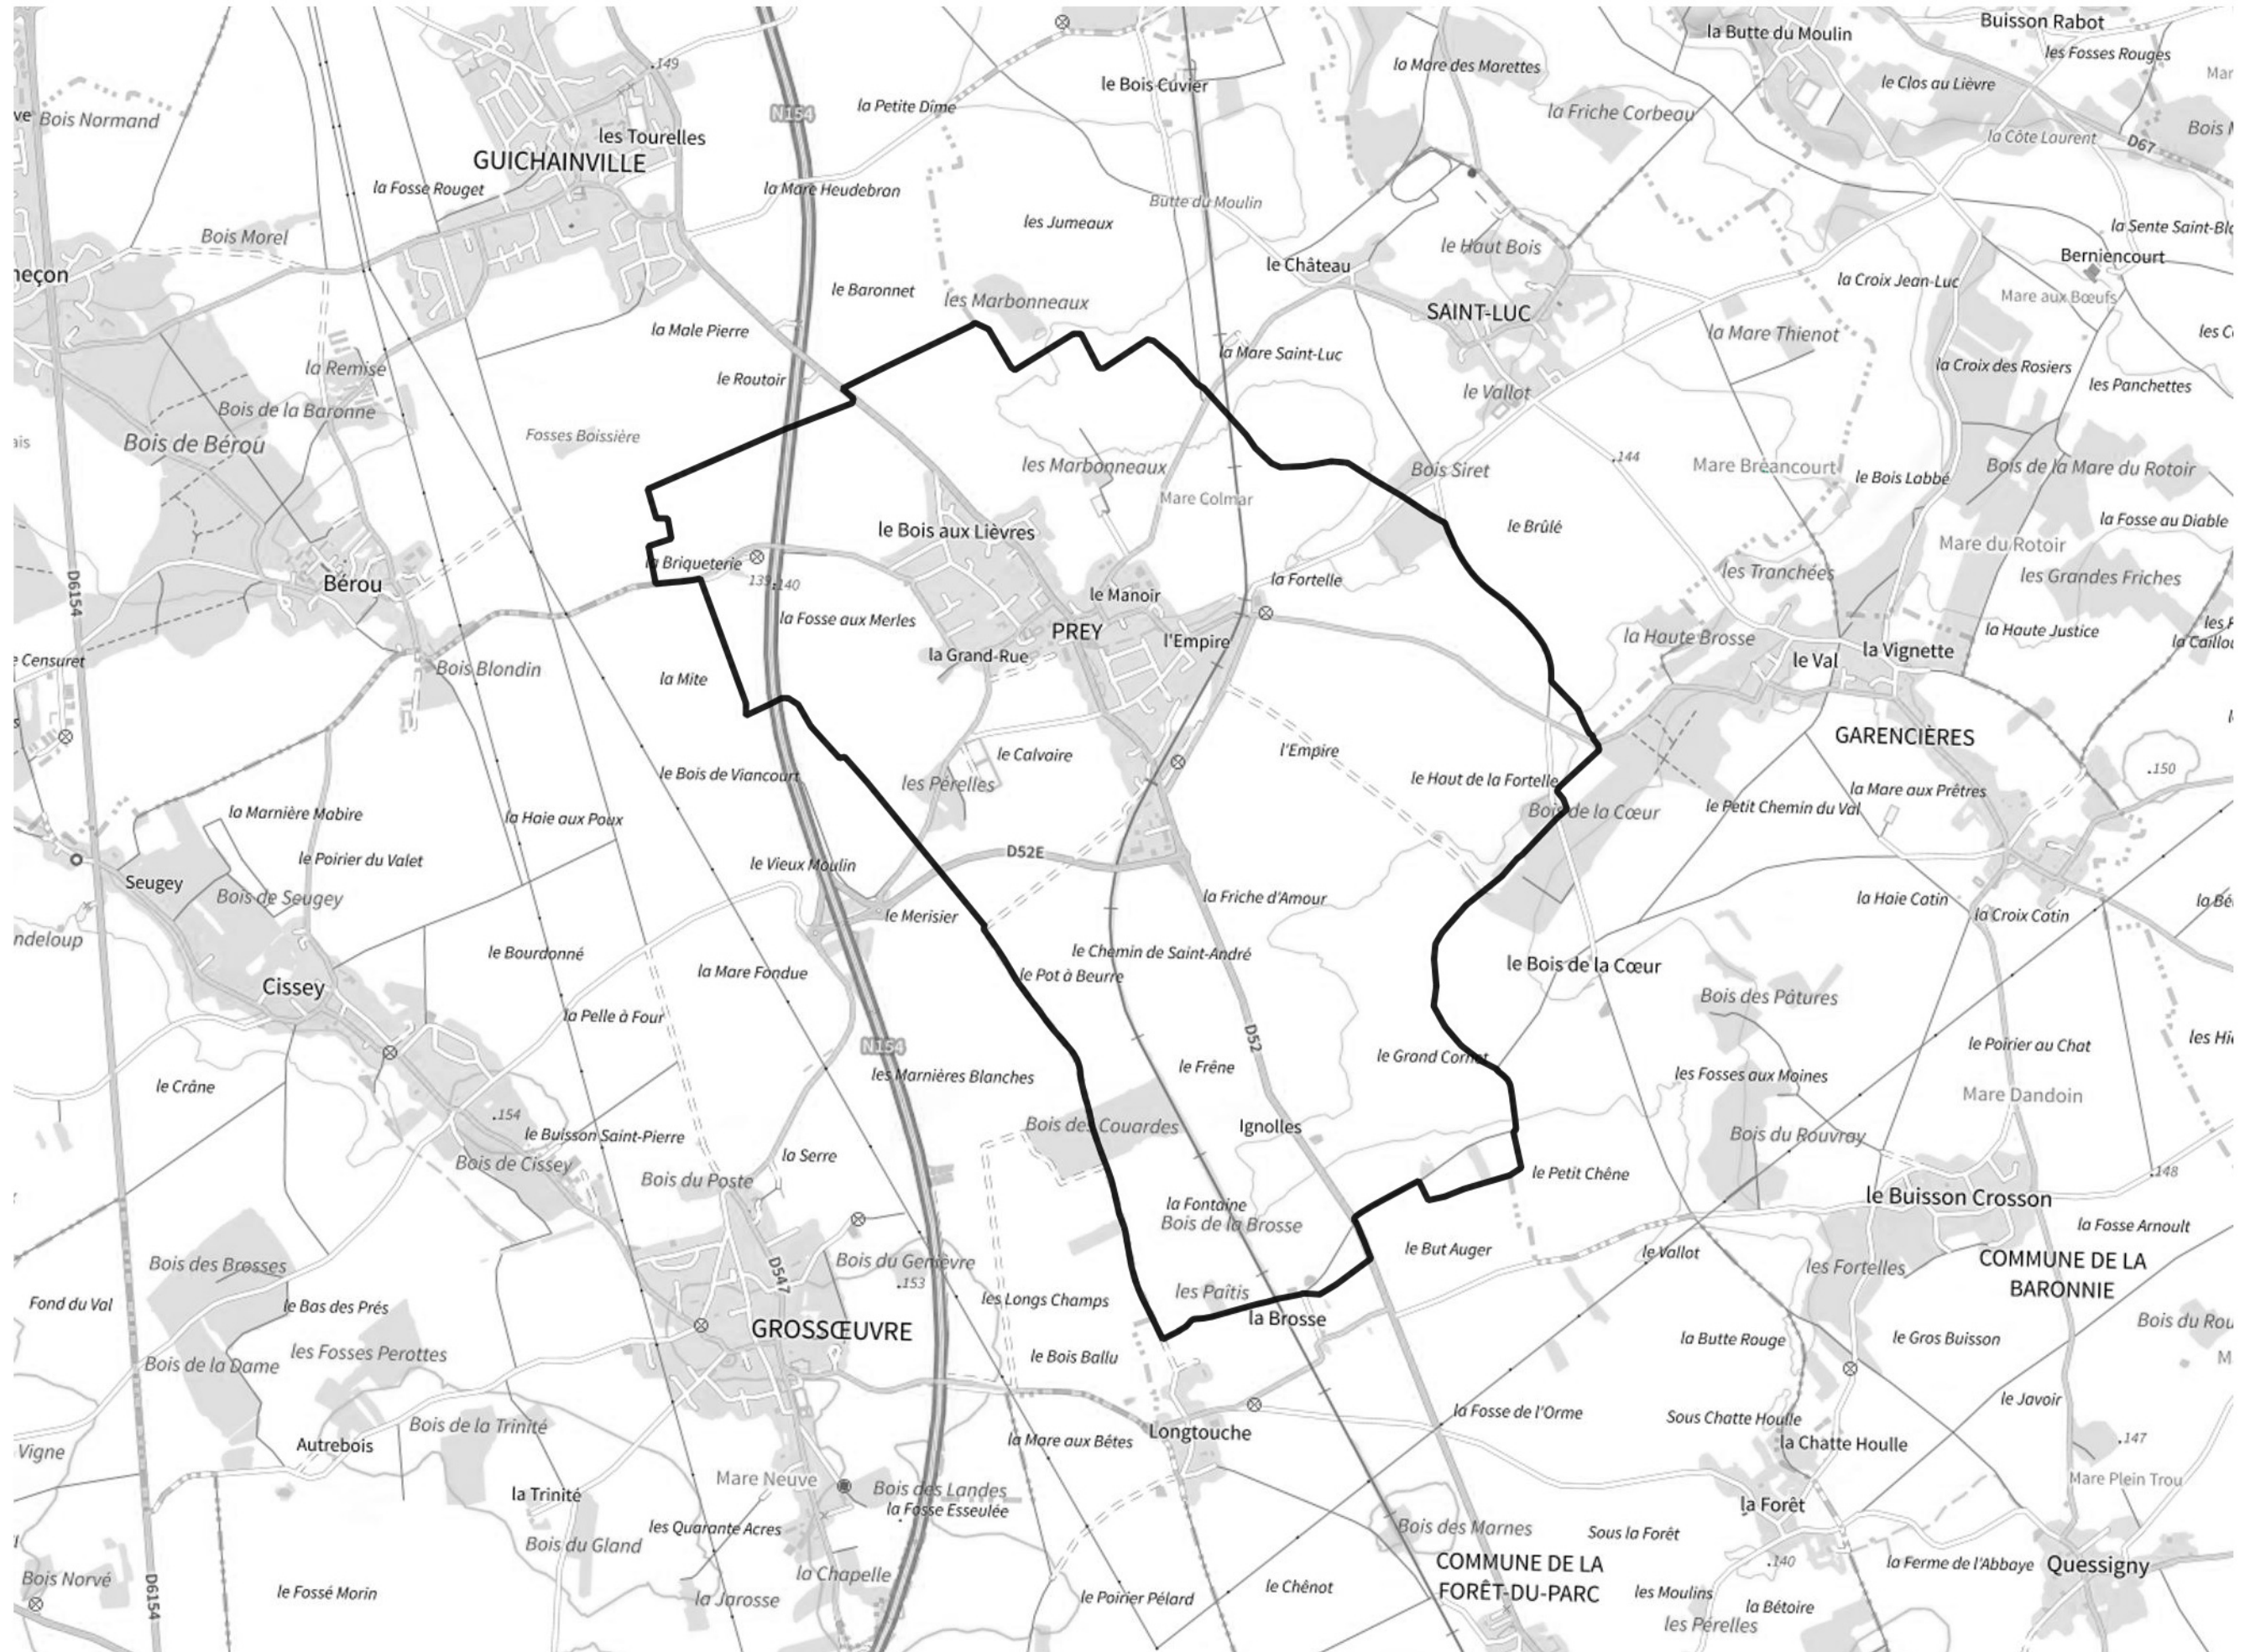 Buisson Rabot
la Butte du Moulin
les Fosses Rouges
la Mare des Marettes
.149
le Bois Cuvier
le Clos au Lièvre
la Petite Dîme
N154
la Friche Corbeau
Bois Normand
les Tourelles
la Côte Laurent
D67
GUICHAINVILLE
la Fosse Rouget
la Mare Heudebran
Butte du Moulin
les Jumeaux
Bois Morel
le Haut Bois
Berniencourt
le Château
la Croix Jean-Luc
le Baronnet
les Marbonneaux
Mare aux Bœufs
SAINT-LUC
la Male Pierre
la Mare Thienot
la Mare Saint-Luc
la Remise
la Croix des Rosiers
le Routoir
les Panchettes
le Vallot
Bois de la Baronne
Fosses Boissière
Bois de Bérou
.144
les Marbonneaux
Bois Siret
Mare Bréancourt
Bois de la Mare du Rotoir
le Bois Labbé
Mare Colmar
la Fosse au Diable
le Bois aux Lièvres
le Brûlé
Mare du Rotoir
la Briqueterie
les Tranchées
les Grandes Friches
la Fortelle
139
.140
Bérou
D6154
le Manoir
la Fosse aux Merles
PREY
l'Empire
la Haute Brosse
la Haute Justice
la Grand-Rue
le Val
la Vignette
Bois Blondin
la Mite
GARENCIÈRES
l'Empire
le Calvaire
.150
le Bois de Viancourt
les Pérelles
le Haut de la Fortelle
la Mare aux Prêtres
la Marnière Mabire
la Haie aux Poux
Bois de la Cœur
le Petit Chemin du Val
D52E
le Poirier du Valet
le Vieux Moulin
Seugey
Bois de Seugey
la Friche d'Amour
la Haie Catin
le Merisier
la Croix Catin
le Bourdonné
le Chemin de Saint-André
la Mare Fondue
le Pot à Beurre
le Bois de la Cœur
Cissey
Bois des Pâtures
la Pelle à Four
D52
N154
le Poirier au Chat
le Grand Cornet
le Frêne
les Marnières Blanches
les Fosses aux Moines
le Crâne
Mare Dandoin
.154
Bois des Couardes
Ignolles
le Buisson Saint-Pierre
Bois du Rouvray
la Serre
Bois de Cissey
Bois du Poste
le Petit Chêne
.148
la Fontaine
le Buisson Crosson
Bois de la Brosse
la Fosse Arnoult
le But Auger
le Vallot
Bois des Brosses
Bois du Genièvre
COMMUNE DE LA
BARONNIE
les Fortelles
D547
.153
les Paîtis
les Longs Champs
Fond du Val
le Bas des Prés
la Brosse
GROSSŒUVRE
la Butte Rouge
le Gros Buisson
les Fosses Perottes
le Bois Ballu
Bois de la Dame
le Javoir
la Fosse de l'Orme
Sous Chatte Houlle
Bois de la Trinité
Longtouche
la Mare aux Bêtes
Autrebois
la Chatte Houlle
.147
Vigne
Mare Neuve
Mare Plein Trou
Bois des Landes
la Trinité
la Fosse Esseulée
la Forêt
les Quarante Acres
Bois des Marnes
Sous la Forêt
Bois du Gland
COMMUNE DE LA
FORÊT-DU-PARC
.140
la Ferme de l'Abbaye
Quessigny
la Chapelle
Bois Norvé
D6154
le Fossé Morin
le Chênot
les Moulins
la Jarosse
le Poirier Pélard
la Bétoire
les Pérelles